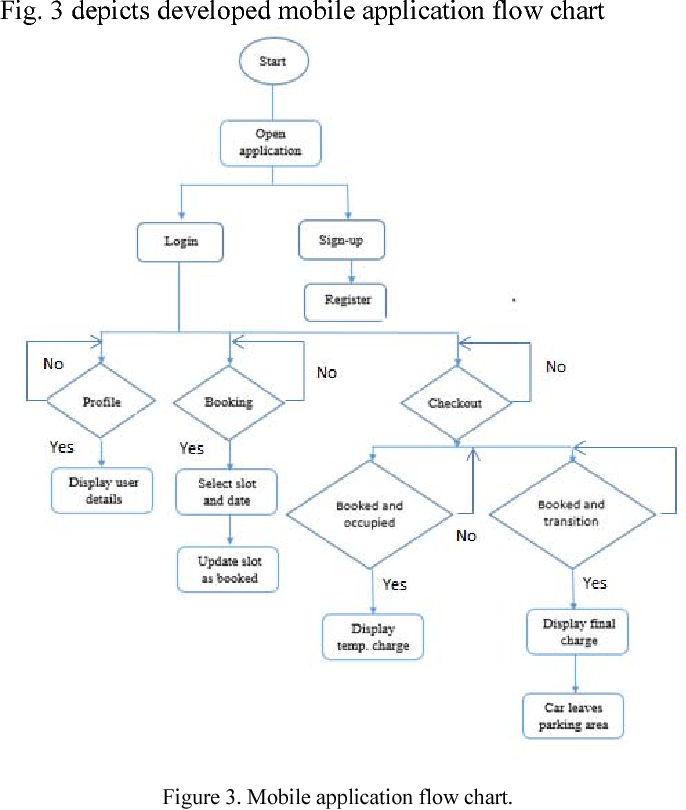 Fig. 3 depicts developed mobile application flow chart
Start
Open
application
Login
Sign-up
Register
No
No
No
Profile
Booking
Checkout
Yes
Yes
Display user
details
Select slot
and date
Booked and
occupied
Booked and
transition
No
Update slot
as booked
Yes
Yes
Display
temp. charge
Display final
charge
Car leaves
parking area
Figure 3. Mobile application flow chart.